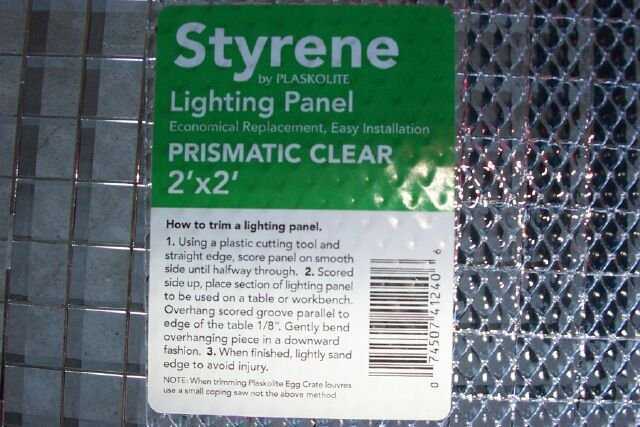 Styrene
by PLASKOLITE
Lighting Panel
Economical Replacement, Easy Installation
PRISMATIC CLEAR
2'x2'
How to trim a lighting panel.
1. Using a plastic cutting tool and
straight edge, score panel on smooth
side until halfway through. 2. Scored
side up, place section of lighting panel
to be used on a table or workbench.
Overhang scored groove parallel to
edge of the table 1/8". Gently bend
overhanging piece in a downward
fashion. 3. When finished, lightly sand
edge to avoid injury.
NOTE: When trimming Plaskolite Egg Crate louvres
use a small coping saw not the above method
0 74507 41240 6